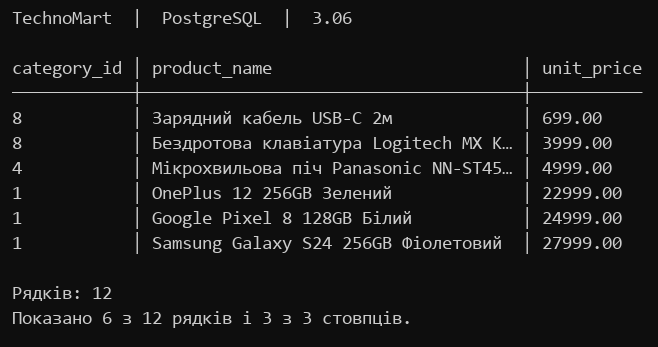 TechnoMart | PostgreSQL | 3.06
category_id | product_name | unit_price
8 | Зарядний кабель USB-C 2м | 699.00
8 | Бездротова клавіатура Logitech MX K… | 3999.00
4 | Мікрохвильова піч Panasonic NN-ST45… | 4999.00
1 | OnePlus 12 256GB Зелений | 22999.00
1 | Google Pixel 8 128GB Білий | 24999.00
1 | Samsung Galaxy S24 256GB Фіолетовий | 27999.00
Рядків: 12
Показано 6 з 12 рядків і 3 з 3 стовпців.